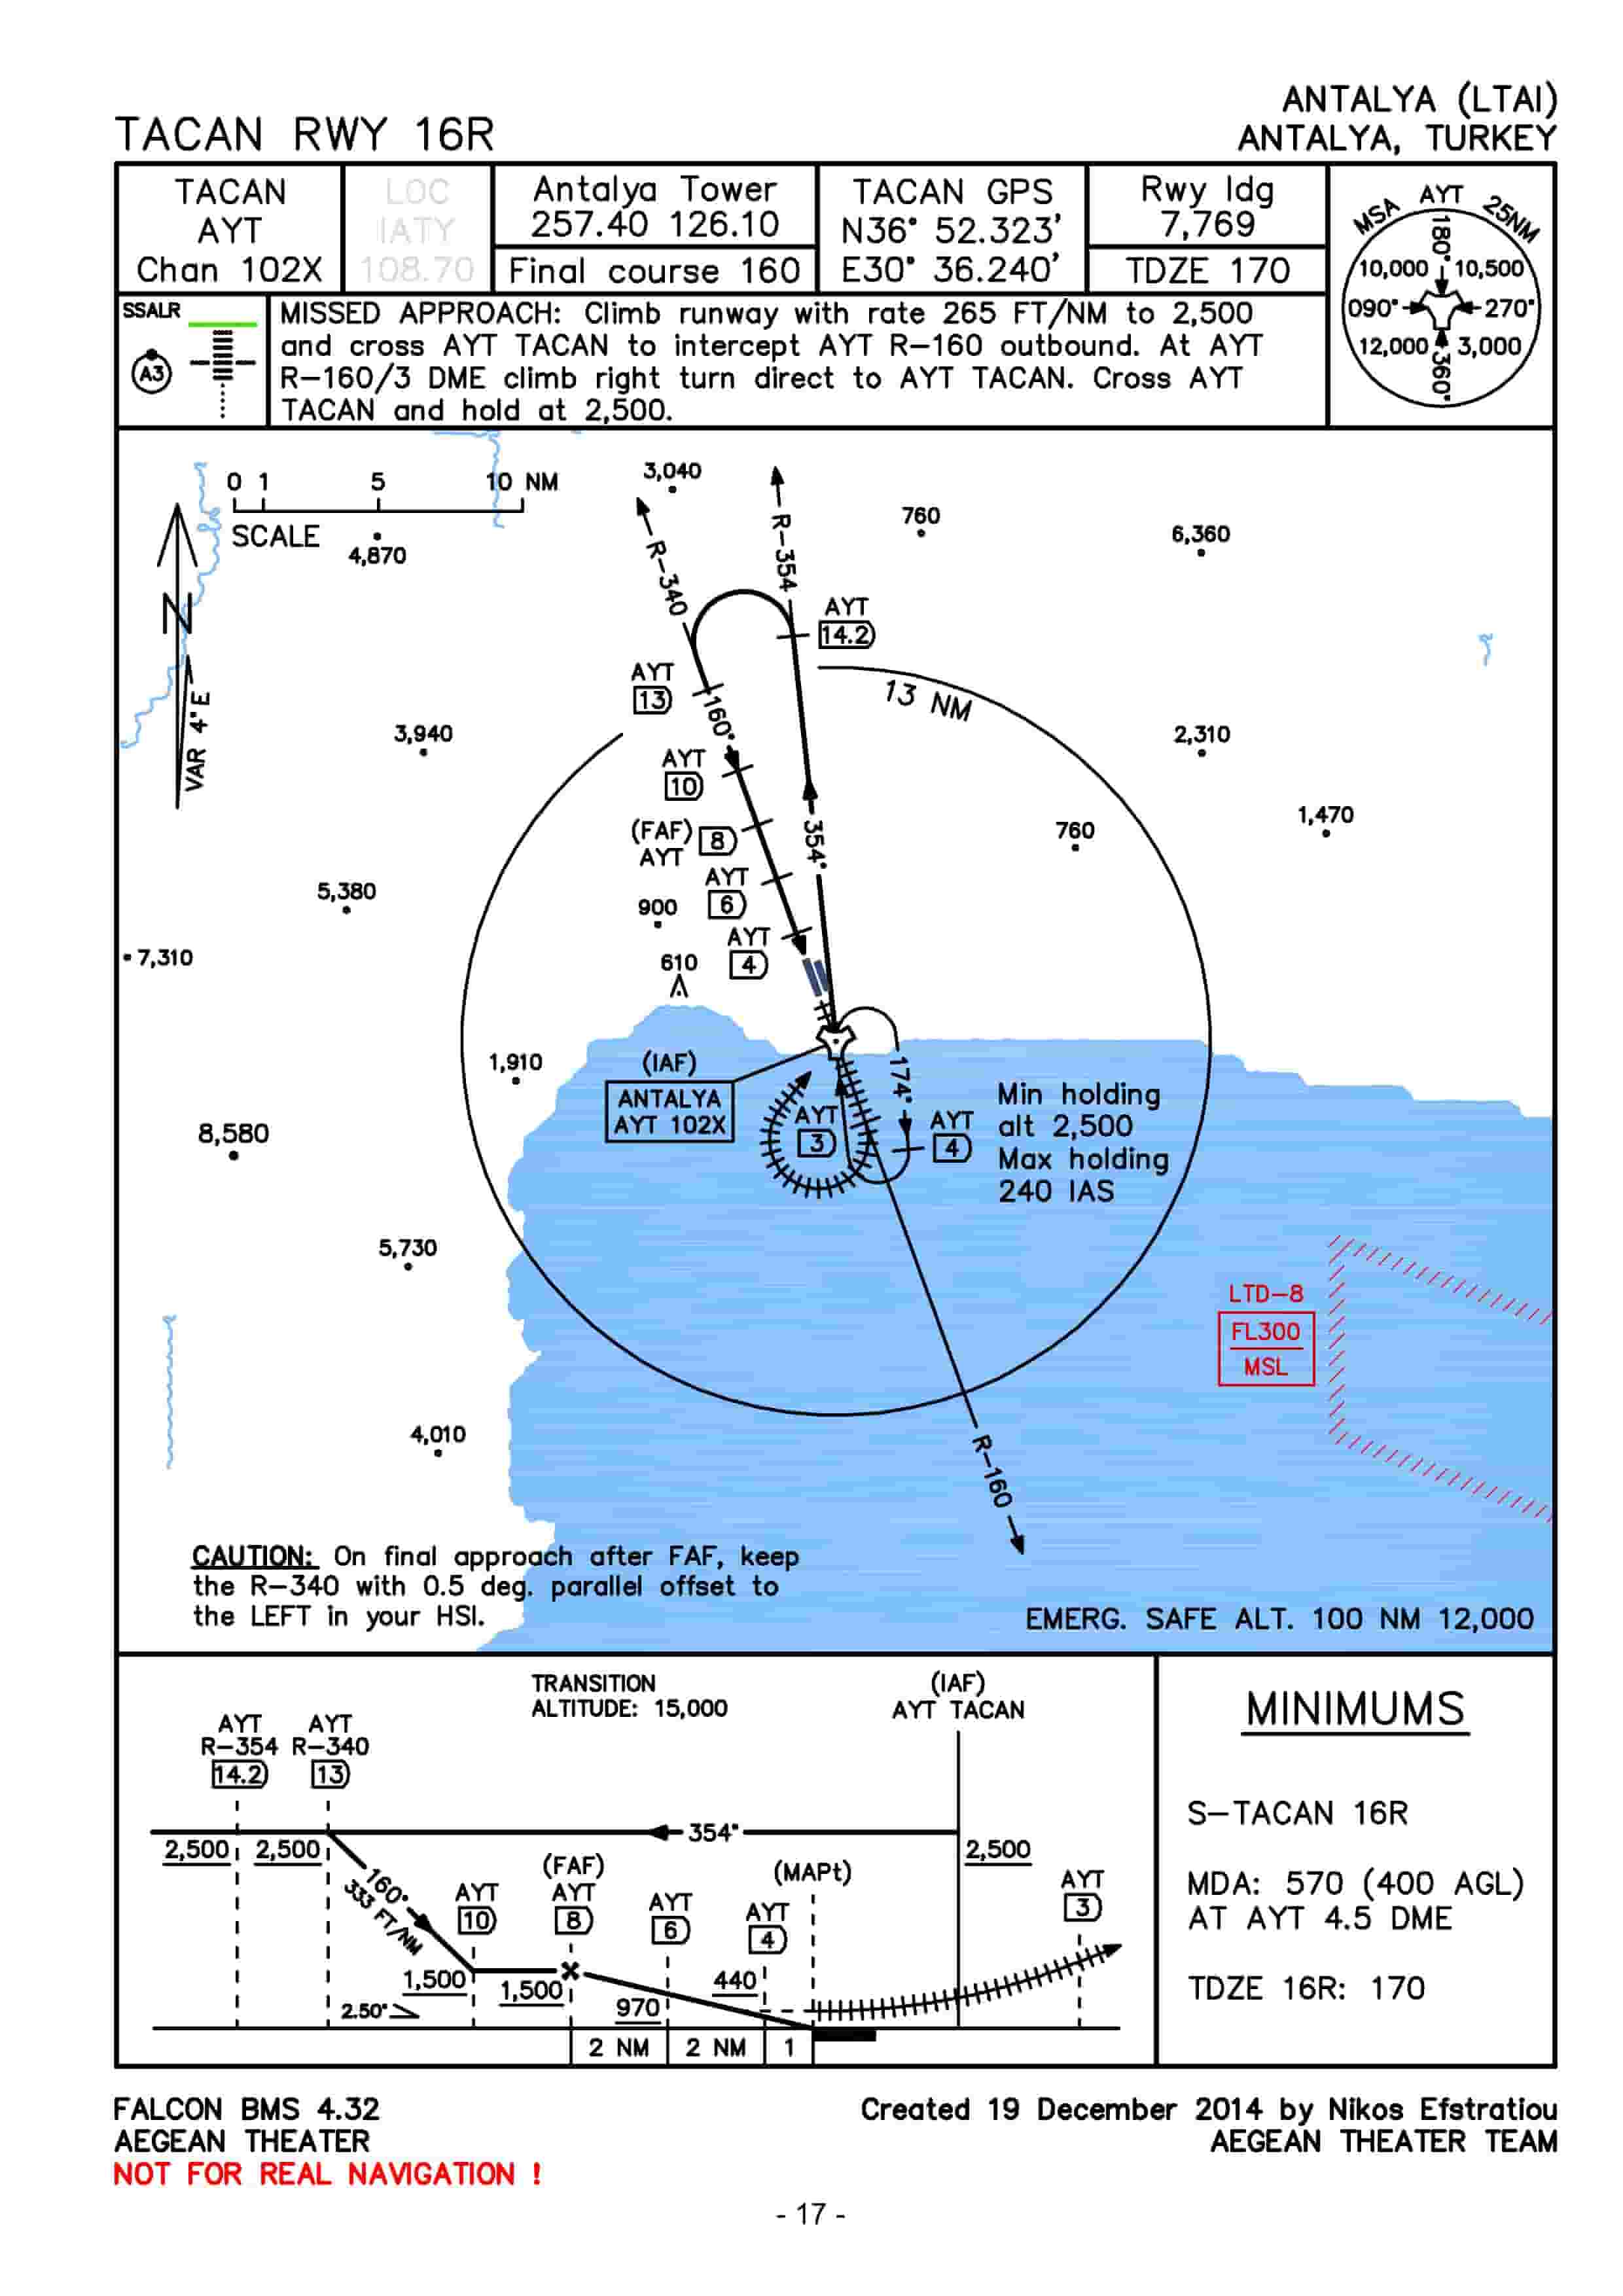 ANTALYA (LTAI)
TACAN RWY 16R
ANTALYA, TURKEY
TACAN
AYT
Chan 102X
LOC
IATY
108.70
Antalya Tower
257.40 126.10
Final course 160
TACAN GPS
N36° 52.323'
E30° 36.240'
Rwy ldg
7,769
TDZE 170
MSA AYT 25NM
180°
10,000 10,500
090° 270°
12,000 3,000
360°
SSALR
A3
MISSED APPROACH: Climb runway with rate 265 FT/NM to 2,500
and cross AYT TACAN to intercept AYT R-160 outbound. At AYT
R-160/3 DME climb right turn direct to AYT TACAN. Cross AYT
TACAN and hold at 2,500.
0 1 5 10 NM
SCALE
4,870
3,040
R-340
R-354
760
6,360
N
VAR 4°E
AYT
14.2
AYT
13
160°
13 NM
3,940
2,310
AYT
10
(FAF)
AYT
8
354°
760
1,470
AYT
6
5,380
900
AYT
4
7,310
610
1,910
(IAF)
ANTALYA
AYT 102X
174°
AYT
3
AYT
4
Min holding
alt 2,500
Max holding
240 IAS
8,580
5,730
LTD-8
FL300
MSL
4,010
R-160
CAUTION: On final approach after FAF, keep
the R-340 with 0.5 deg. parallel offset to
the LEFT in your HSI.
EMERG. SAFE ALT. 100 NM 12,000
TRANSITION
ALTITUDE: 15,000
(IAF)
AYT TACAN
AYT
R-354
14.2
AYT
R-340
13
354°
2,500
2,500
2,500
160°
333 FT/NM
AYT
10
(FAF)
AYT
8
AYT
6
AYT
4
(MAPt)
AYT
3
1,500
1,500
970
440
2.50°
2 NM
2 NM
1
MINIMUMS
S-TACAN 16R
MDA: 570 (400 AGL)
AT AYT 4.5 DME
TDZE 16R: 170
FALCON BMS 4.32
AEGEAN THEATER
NOT FOR REAL NAVIGATION !
Created 19 December 2014 by Nikos Efstratiou
AEGEAN THEATER TEAM
- 17 -